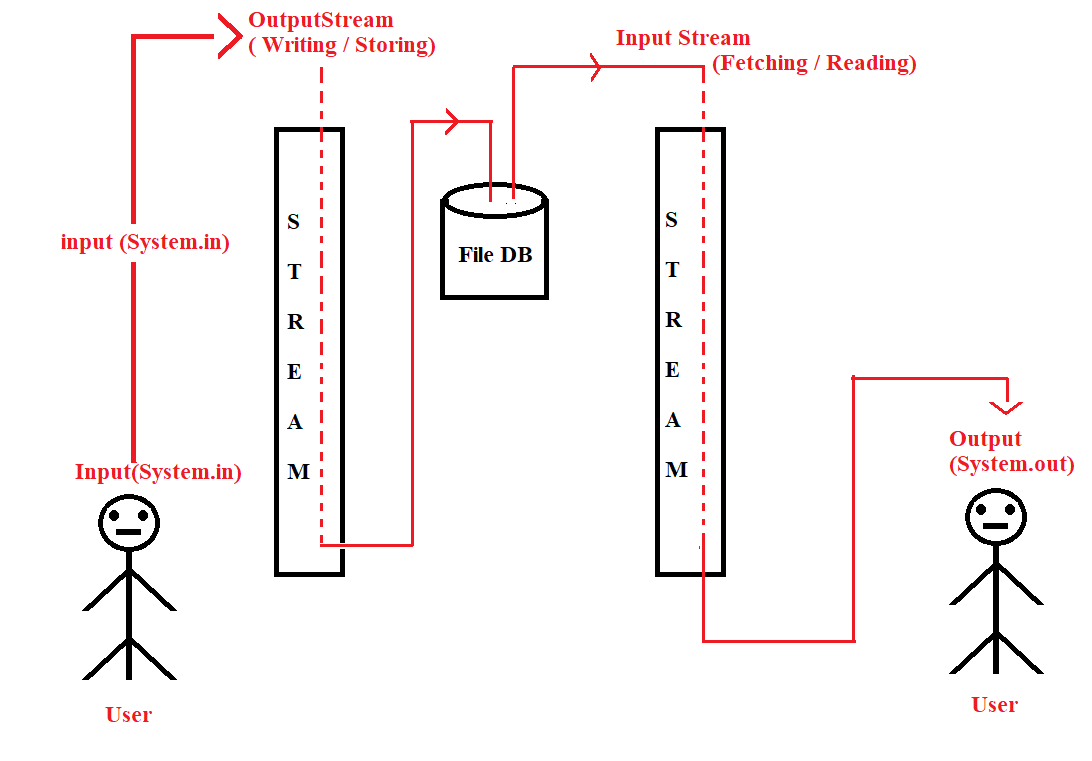 OutputStream
( Writing / Storing)
Input Stream
(Fetching / Reading)
input (System.in)
S
T
R
E
A
M
File DB
S
T
R
E
A
M
Input(System.in)
Output
(System.out)
User
User